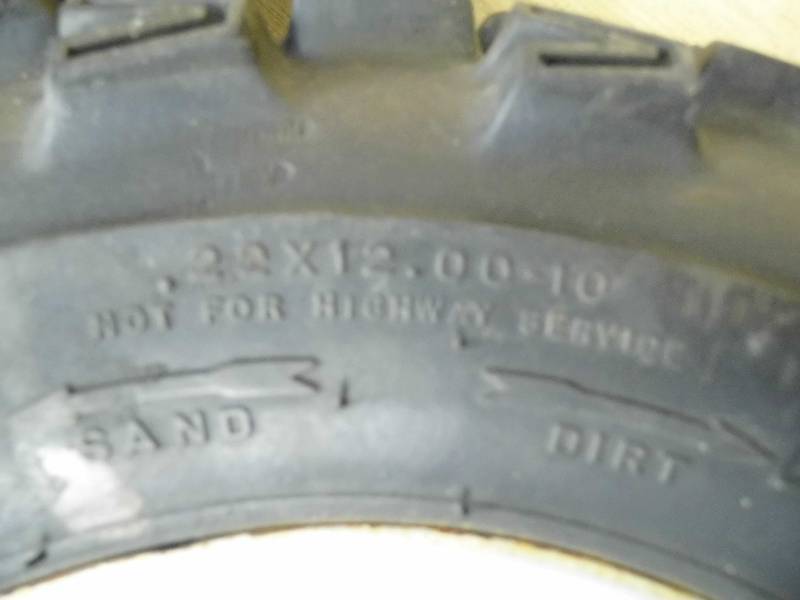 22X12.00-10
NOT FOR HIGHWAY SERVICE
SAND DIRT